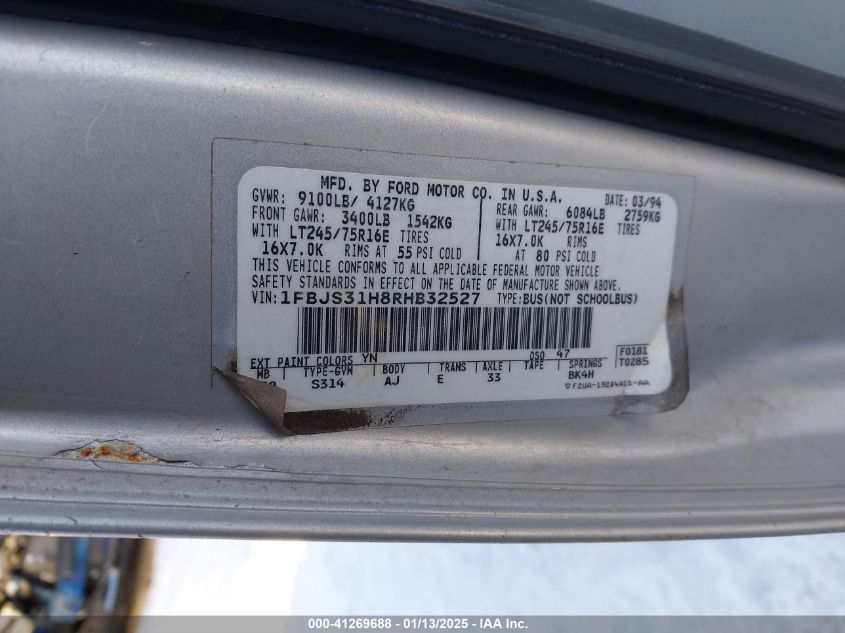 MFD. BY FORD MOTOR CO. IN U.S.A.
GVWR: 9100LB/ 4127KG DATE: 03/94
FRONT GAWR: 3400LB 1542KG REAR GAWR: 6084LB 2759KG
WITH LT245/75R16E TIRES WITH LT245/75R16E TIRES
16X7.0K RIMS AT 55 PSI COLD 16X7.0K RIMS AT 80 PSI COLD
THIS VEHICLE CONFORMS TO ALL APPLICABLE FEDERAL MOTOR VEHICLE
SAFETY STANDARDS IN EFFECT ON THE DATE OF MANUFACTURE SHOWN ABOVE.
VIN: 1FBJS31H8RHB32527 TYPE: BUS(NOT SCHOOLBUS)
EXT PAINT COLORS YN DSO 47 F0181
WB TYPE-GVW BODY TRANS AXLE TAPE SPRINGS T0285
S314 AJ E 33 BK4H
000-41269688 - 01/13/2025 - IAA Inc.